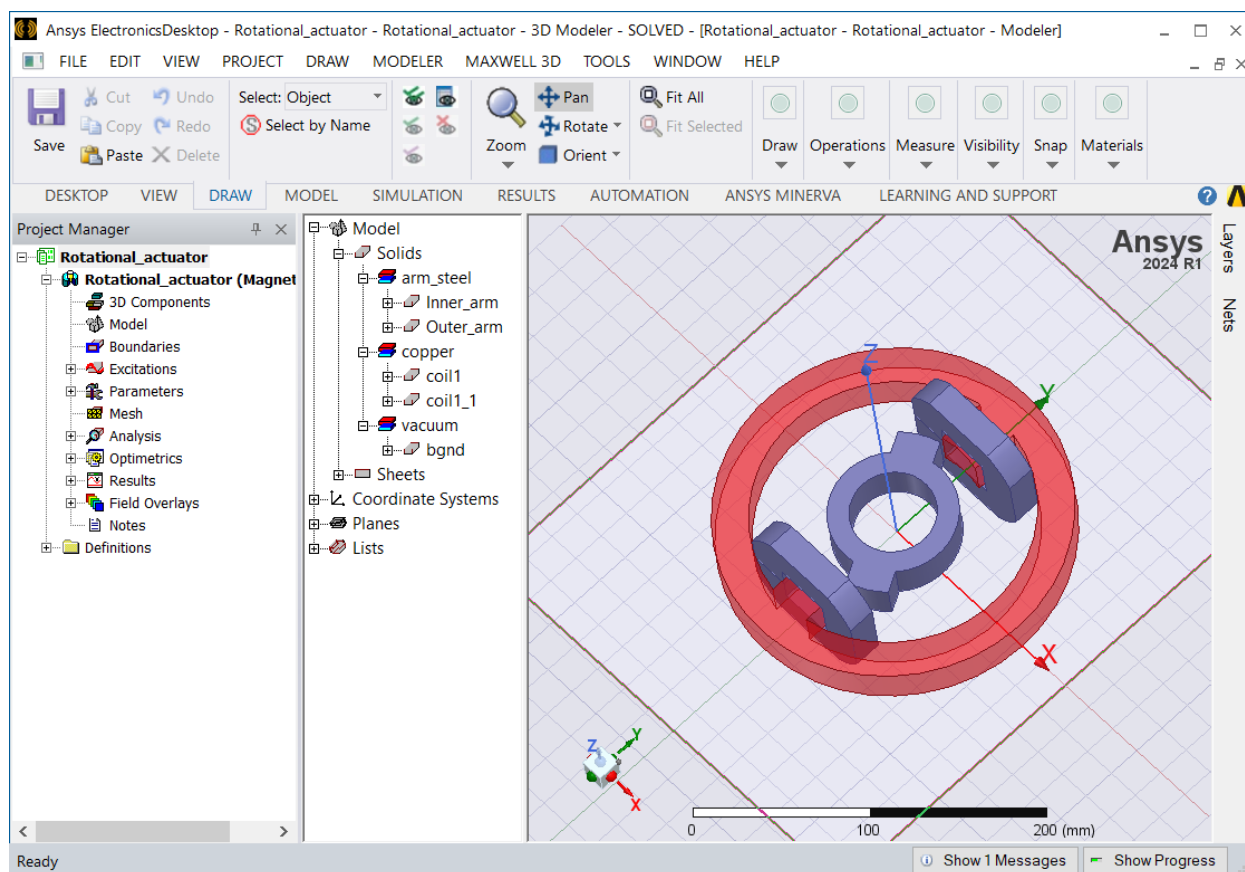 Ansys ElectronicsDesktop - Rotational_actuator - Rotational_actuator - 3D Modeler - SOLVED - [Rotational_actuator - Rotational_actuator - Modeler]
FILE EDIT VIEW PROJECT DRAW MODELER MAXWELL 3D TOOLS WINDOW HELP
Save
Cut Undo
Copy Redo
Paste Delete
Select: Object
Select by Name
Zoom
Pan
Rotate
Orient
Fit All
Fit Selected
Draw Operations Measure Visibility Snap Materials
DESKTOP VIEW DRAW MODEL SIMULATION RESULTS AUTOMATION ANSYS MINERVA LEARNING AND SUPPORT
Project Manager
Rotational_actuator
Rotational_actuator (Magnet
3D Components
Model
Boundaries
Excitations
Parameters
Mesh
Analysis
Optimetrics
Results
Field Overlays
Notes
Definitions
Model
Solids
arm_steel
Inner_arm
Outer_arm
copper
coil1
coil1_1
vacuum
bgnd
Sheets
Coordinate Systems
Planes
Lists
Ansys
2024 R1
Z
Y
X
Z
Y
X
0 100 200 (mm)
Layers
Nets
Ready
Show 1 Messages
Show Progress